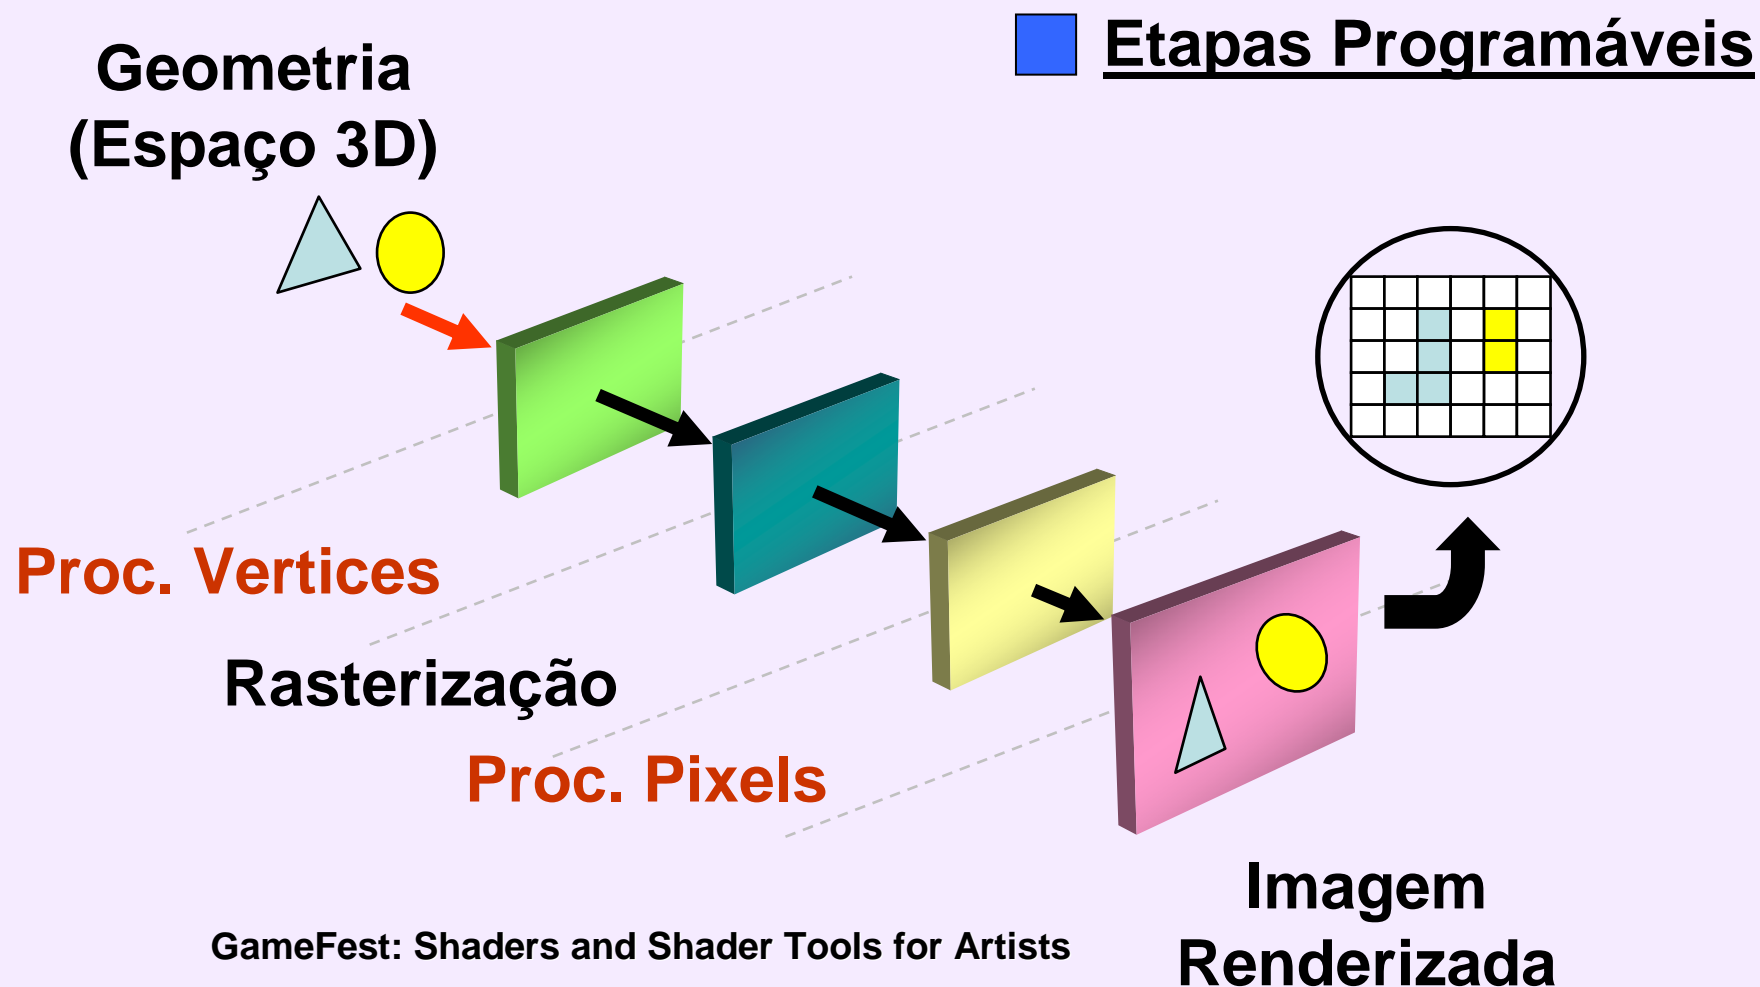 Etapas Programáveis
Geometria
(Espaço 3D)
Proc. Vertices
Rasterização
Proc. Pixels
Imagem
Renderizada
GameFest: Shaders and Shader Tools for Artists